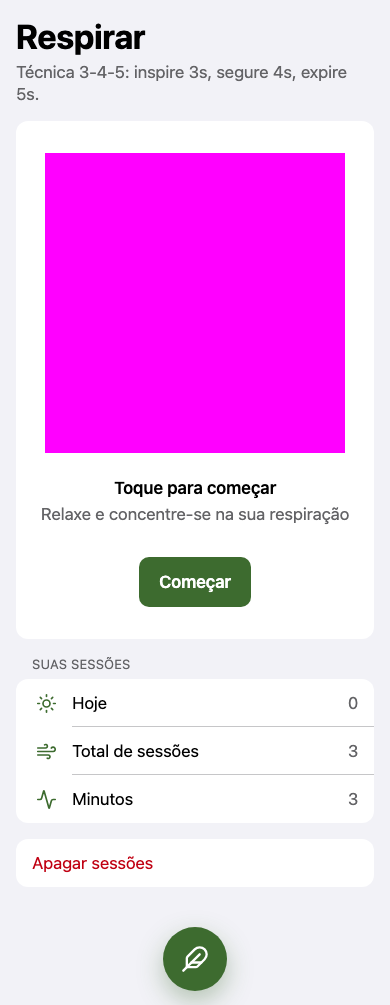 Respirar
Técnica 3-4-5: inspire 3s, segure 4s, expire
5s.
Toque para começar
Relaxe e concentre-se na sua respiração
Começar
SUAS SESSÕES
Hoje 0
Total de sessões 3
Minutos 3
Apagar sessões